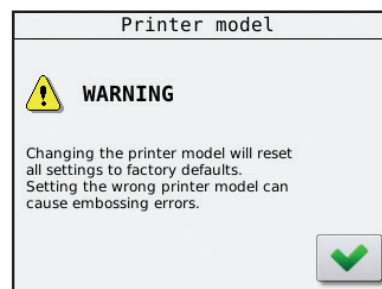 Printer model
WARNING
Changing the printer model will reset
all settings to factory defaults.
Setting the wrong printer model can
cause embossing errors.